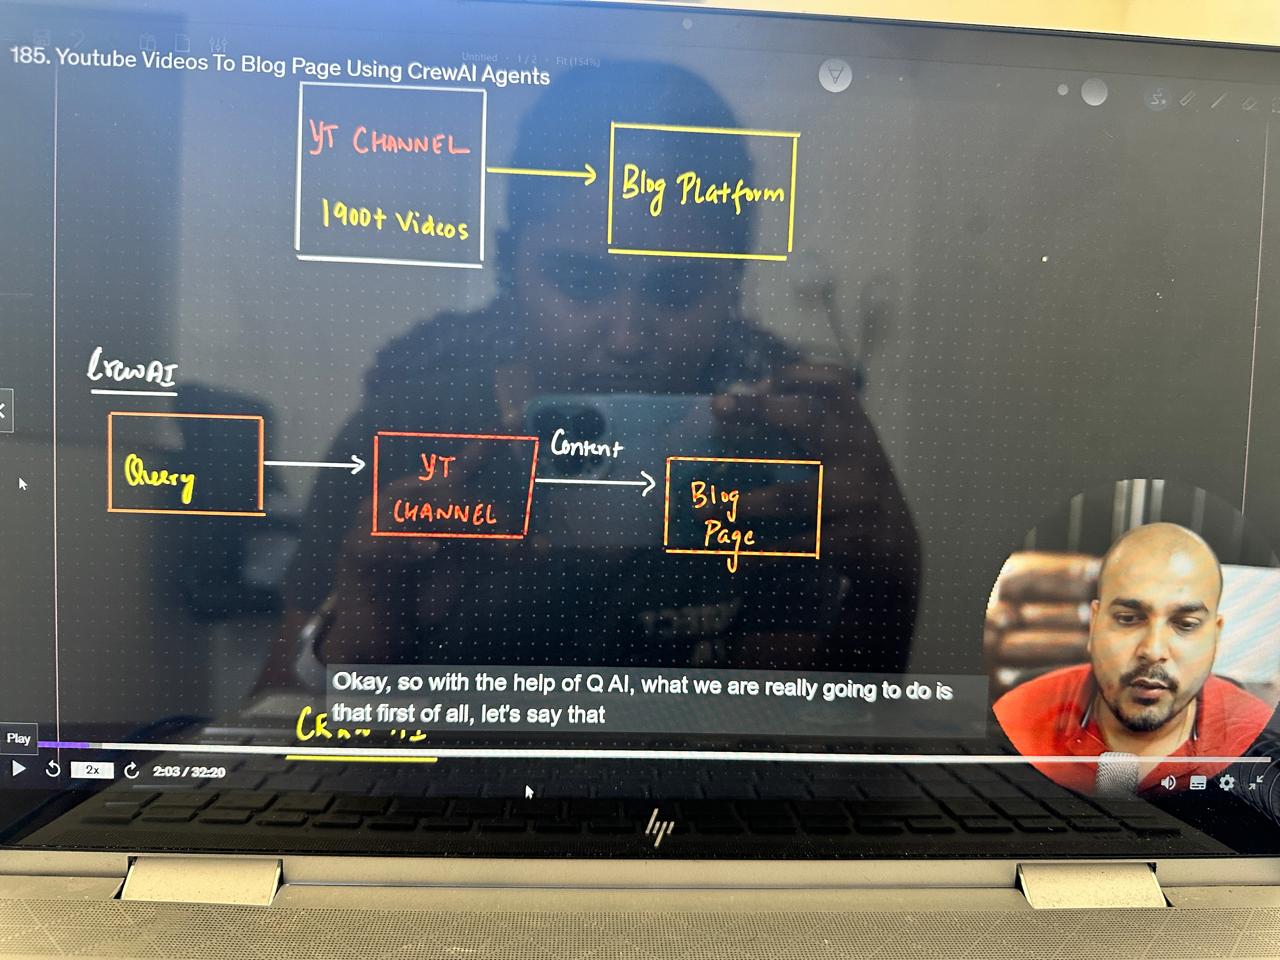 185. Youtube Videos To Blog Page Using CrewAI Agents
Untitled · 1 / 2 · Fit (154%)
YT CHANNEL
1900+ Videos
Blog Platform
CrewAI
Query
YT
CHANNEL
Content
Blog
Page
Okay, so with the help of Q AI, what we are really going to do is
that first of all, let's say that
Play
2x
2:03 / 32:20
hp